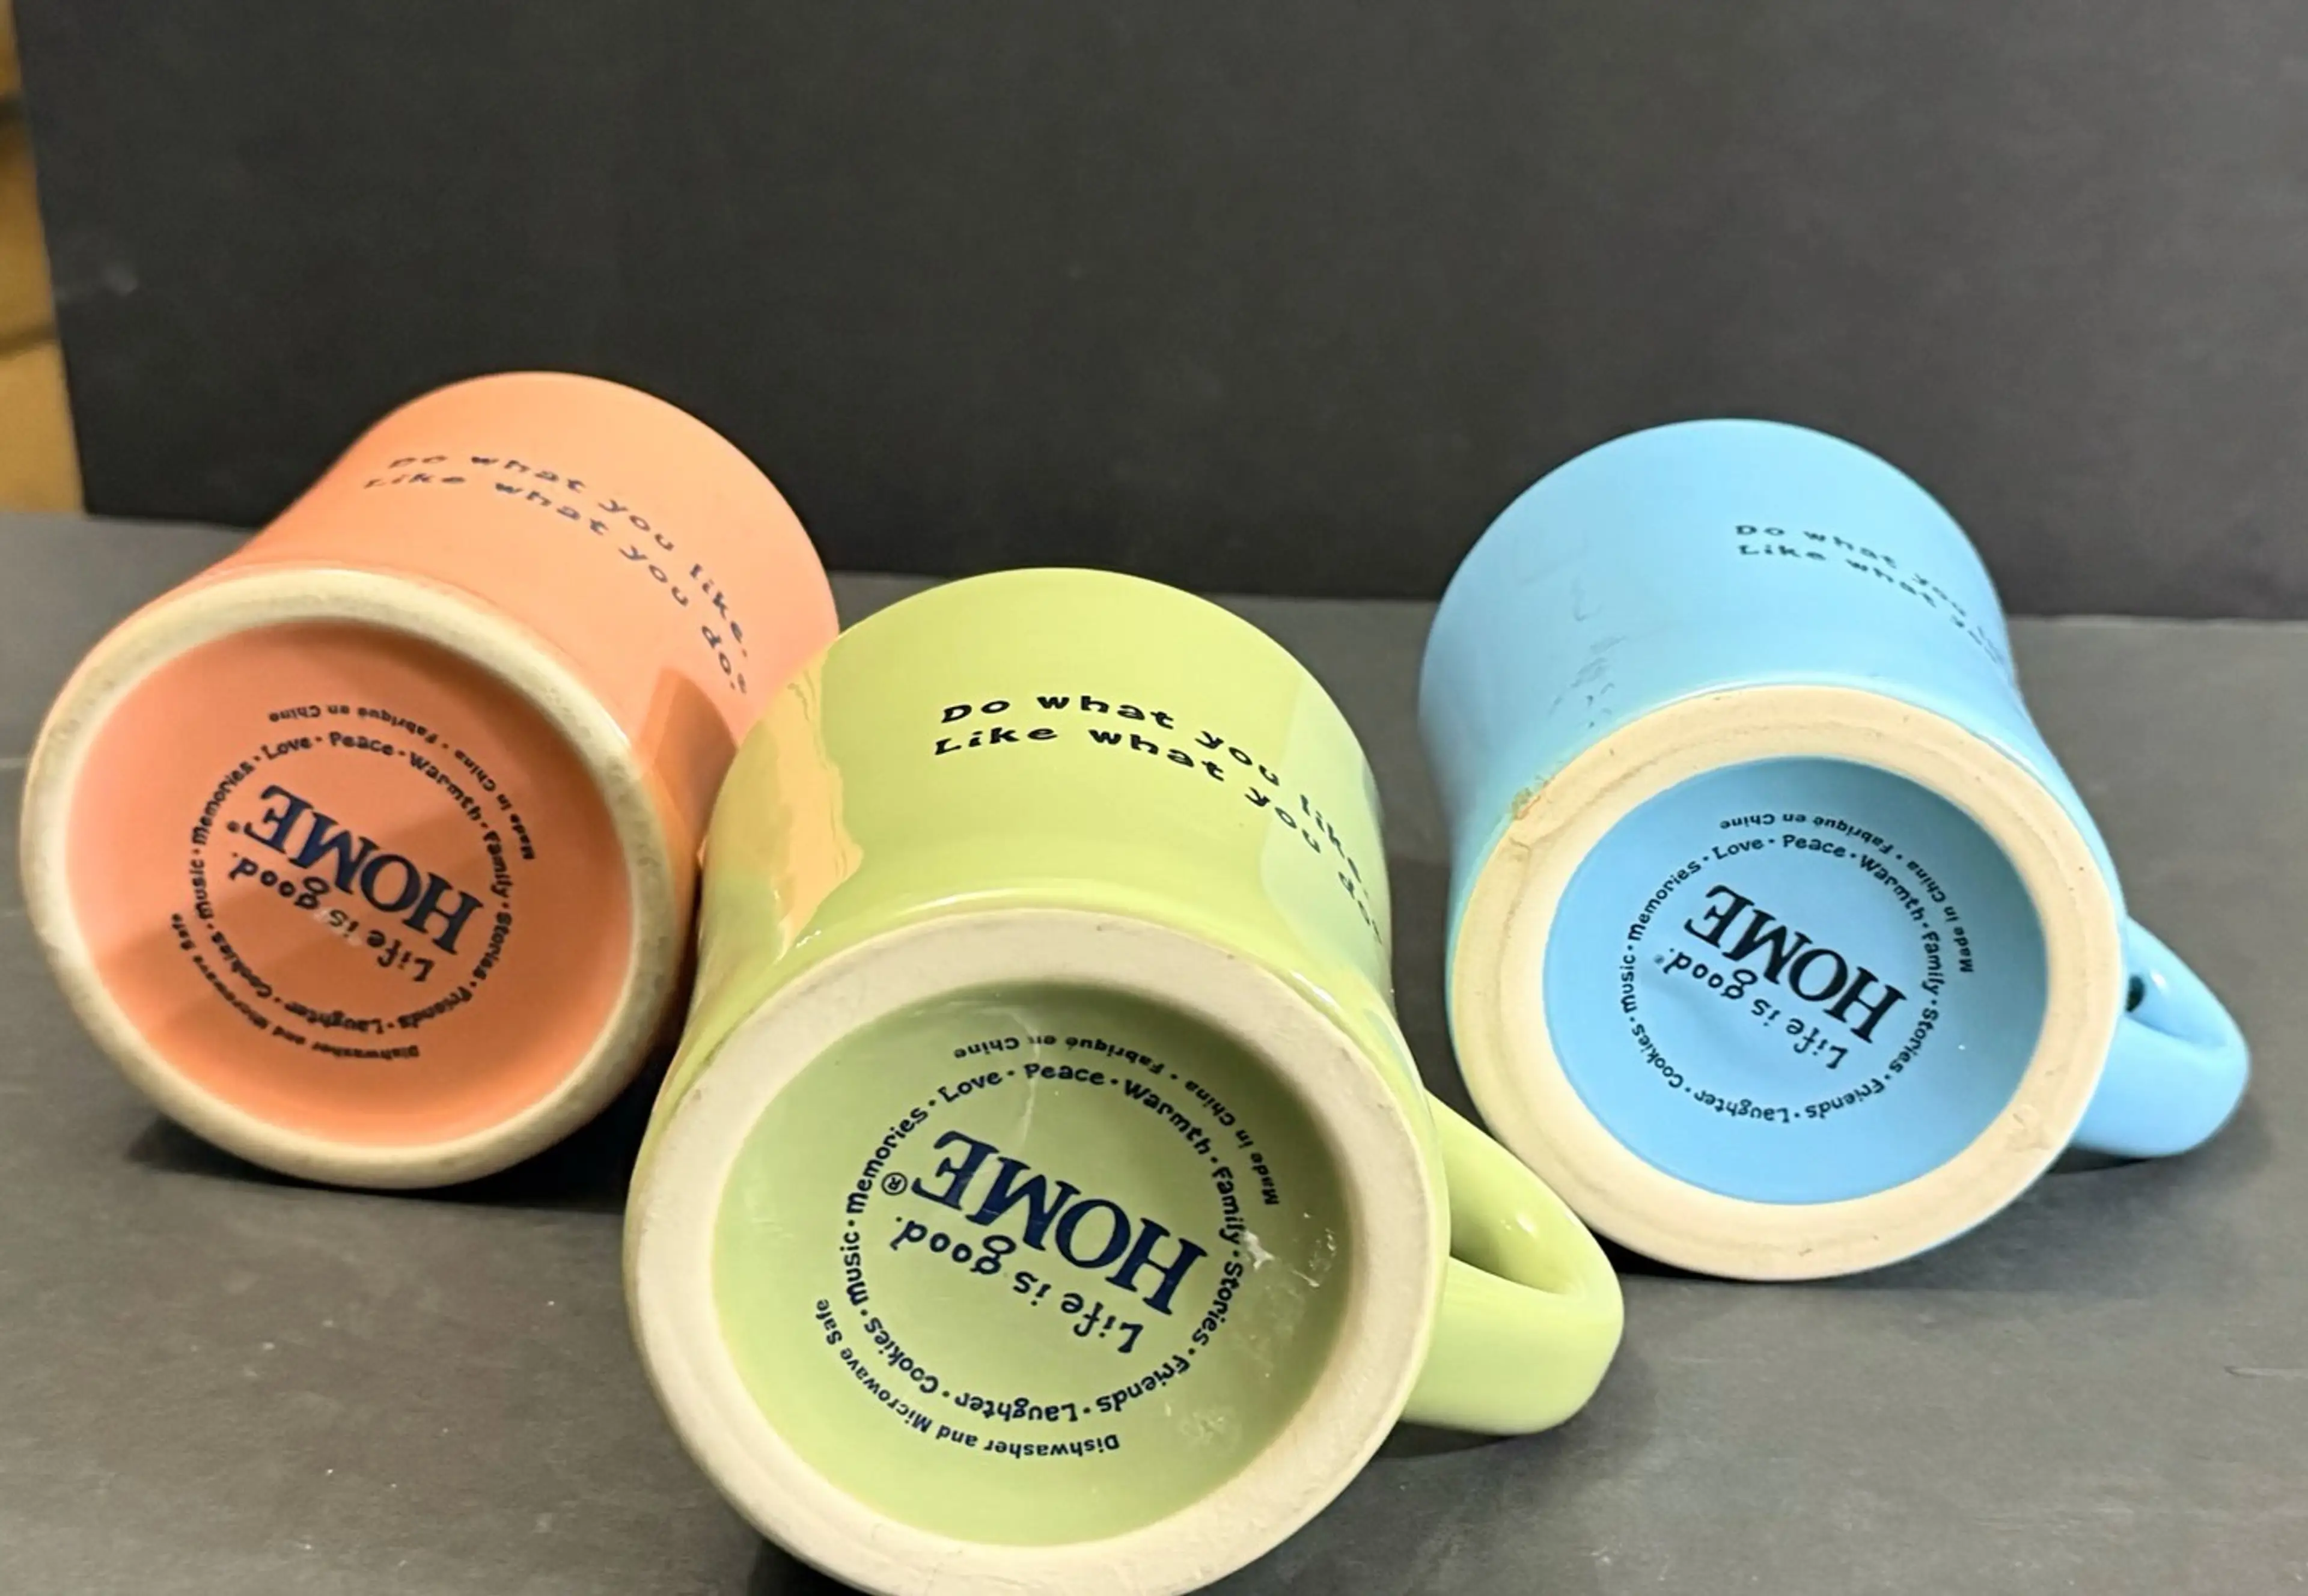 Do what you like.
Like what you do.®
Made in China · Fabriqué en Chine
Love · Peace · Warmth · Family · Stories · Friends · Laughter · Cookies · Music · Memories ·
Life is good.
HOME®
Dishwasher and Microwave Safe
Do what you like.
Like what you do.
Made in China · Fabriqué en Chine
Love · Peace · Warmth · Family · Stories · Friends · Laughter · Cookies · Music · Memories ·
Life is good.
HOME®
Dishwasher and Microwave Safe
Do what you
Like what you
Made in China · Fabriqué en Chine
Love · Peace · Warmth · Family · Stories · Friends · Laughter · Cookies · Music · Memories ·
Life is good.®
HOME